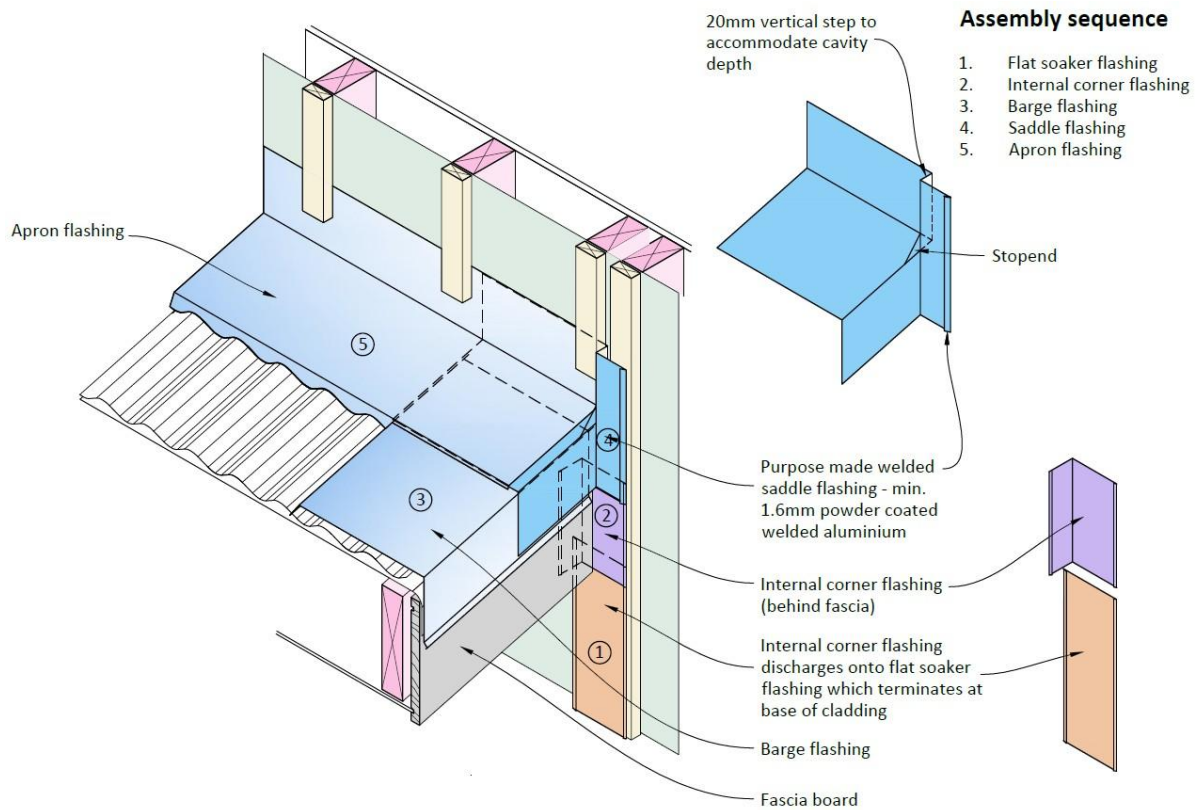 20mm vertical step to
accommodate cavity
depth
Assembly sequence
1. Flat soaker flashing
2. Internal corner flashing
3. Barge flashing
4. Saddle flashing
5. Apron flashing
Apron flashing
Stopend
5
4
3
2
1
Purpose made welded
saddle flashing - min.
1.6mm powder coated
welded aluminium
Internal corner flashing
(behind fascia)
Internal corner flashing
discharges onto flat soaker
flashing which terminates at
base of cladding
Barge flashing
Fascia board